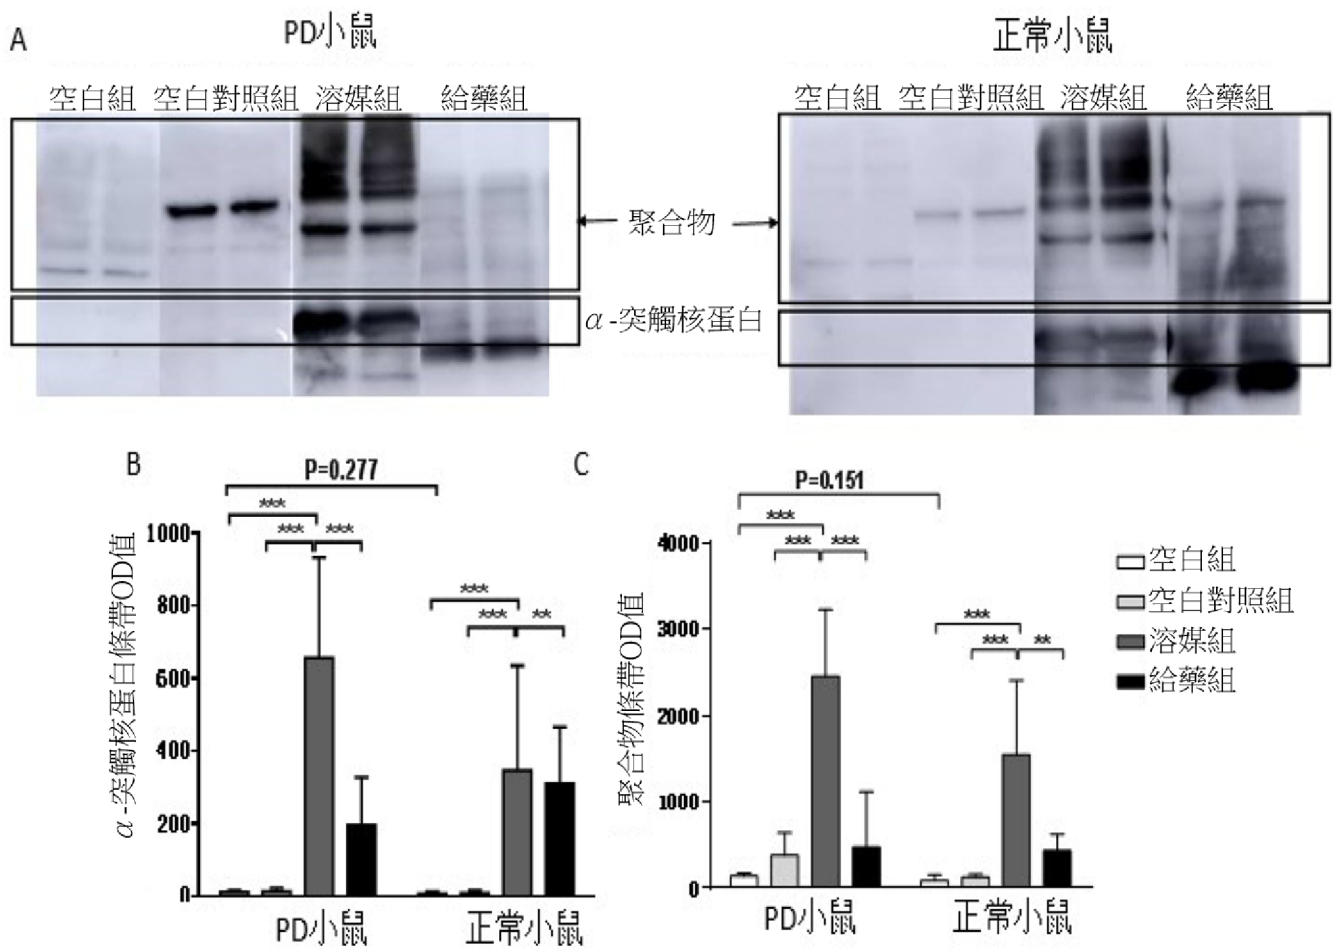 A
PD小鼠
正常小鼠
空白組 空白對照組 溶媒組 給藥組
空白組 空白對照組 溶媒組 給藥組
聚合物
α-突觸核蛋白
B
P=0.277
*** 
*** ***
***
*** **
α-突觸核蛋白條帶OD值
1000
800
600
400
200
0
PD小鼠
正常小鼠
C
P=0.151
***
*** ***
***
*** **
聚合物條帶OD值
4000
3000
2000
1000
0
PD小鼠
正常小鼠
空白組
空白對照組
溶媒組
給藥組